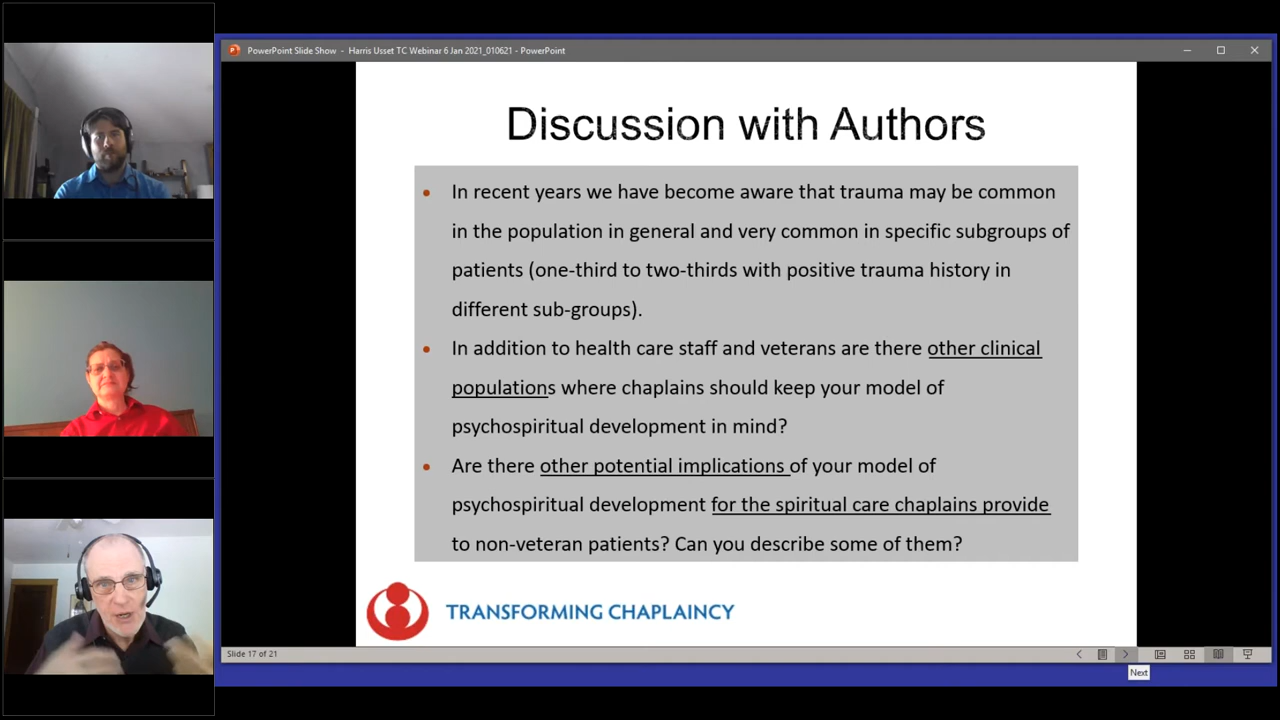 PowerPoint Slide Show - Harris Usset TC Webinar 6 Jan 2021_010621 - PowerPoint
Discussion with Authors
• In recent years we have become aware that trauma may be common
in the population in general and very common in specific subgroups of
patients (one-third to two-thirds with positive trauma history in
different sub-groups).
• In addition to health care staff and veterans are there other clinical
populations where chaplains should keep your model of
psychospiritual development in mind?
• Are there other potential implications of your model of
psychospiritual development for the spiritual care chaplains provide
to non-veteran patients? Can you describe some of them?
TRANSFORMING CHAPLAINCY
Slide 17 of 21
Next